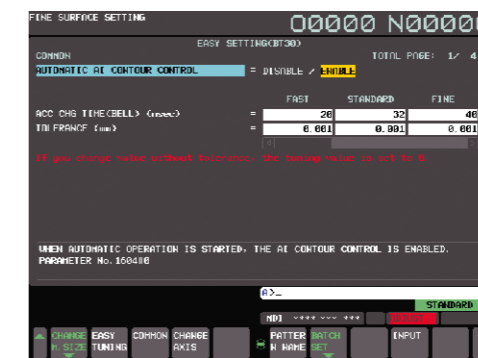 FINE SURFACE SETTING O0000 N0000
EASY SETTING(BT30)
COMMON TOTAL PAGE: 1/ 4
AUTOMATIC AI CONTOUR CONTROL = DISABLE / ENABLE
FAST STANDARD FINE
ACC CHG TIME(BELL) (msec) = 20 32 40
TOLERANCE (mm) = 0.001 0.001 0.001
If you change value without tolerance, the tuning value is set to 0.
WHEN AUTOMATIC OPERATION IS STARTED, THE AI CONTOUR CONTROL IS ENABLED.
PARAMETER No.1604#0
A>_
STANDARD
MDI **** *** ***
CHANGE M. SIZE EASY TUNING COMMON CHANGE AXIS PATTER N NAME BATCH SET INPUT